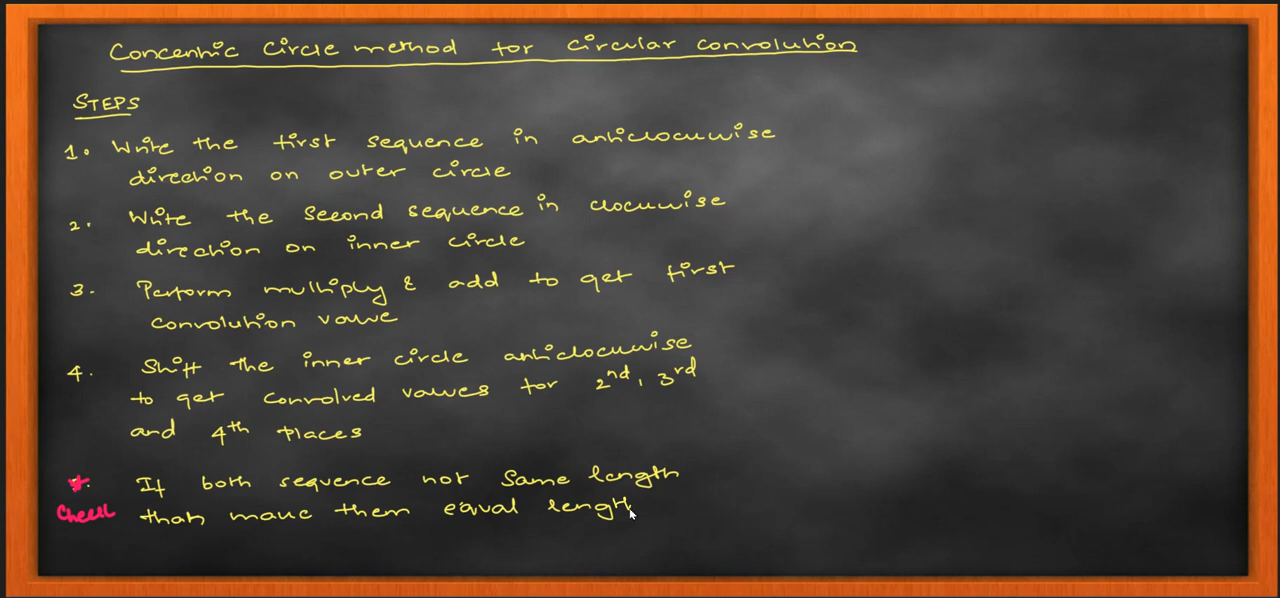 Concentric Circle method for circular convolution
STEPS
1. Write the first sequence in anticlockwise
direction on outer circle
2. Write the second sequence in clockwise
direction on inner circle
3. Perform multiply & add to get first
convolution value
4. Shift the inner circle anticlockwise
to get convolved values for 2nd, 3rd
and 4th places
*. If both sequence not same length
Check than make them equal length